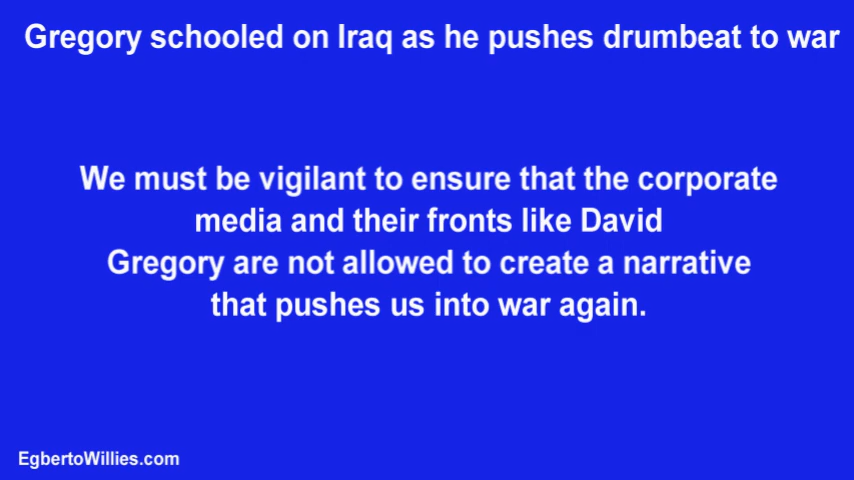 Gregory schooled on Iraq as he pushes drumbeat to war
We must be vigilant to ensure that the corporate
media and their fronts like David
Gregory are not allowed to create a narrative
that pushes us into war again.
EgbertoWillies.com